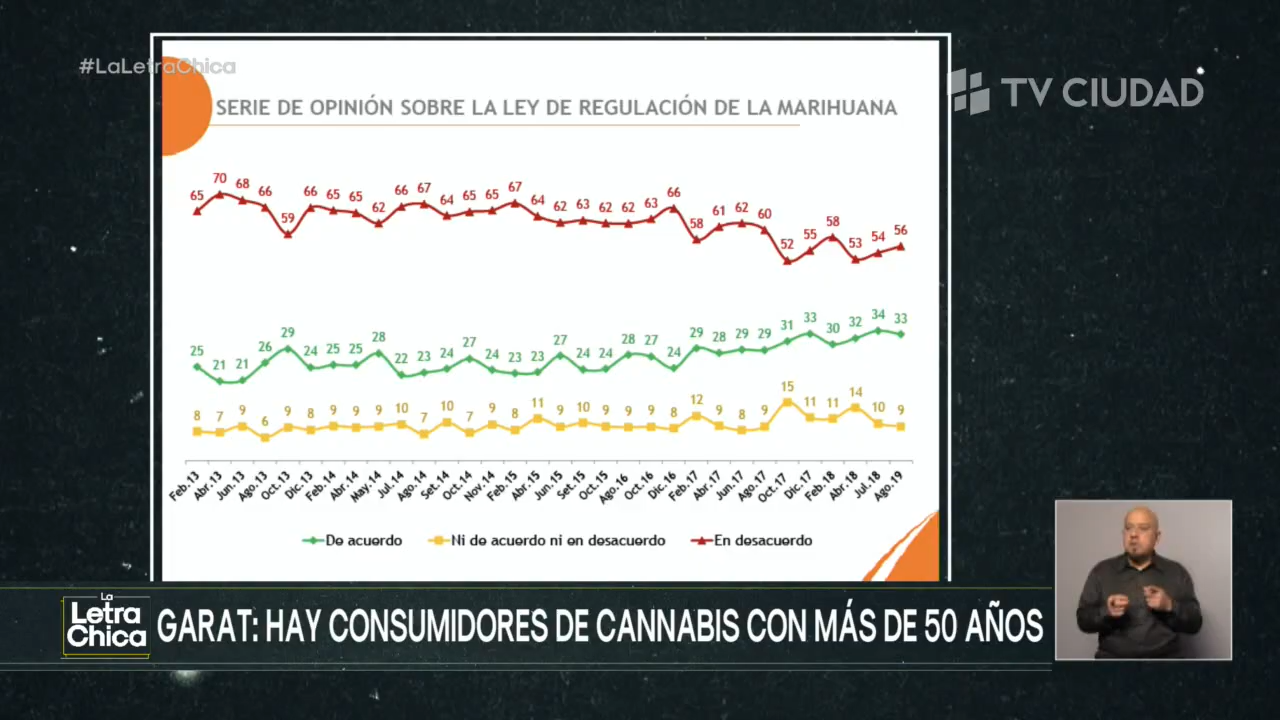 #LaLetraChica
TV CIUDAD
SERIE DE OPINIÓN SOBRE LA LEY DE REGULACIÓN DE LA MARIHUANA
65 70 68 66 59 66 65 65 62 66 67 64 65 65 67 64 62 63 62 62 63 66 58 61 62 60 52 55 58 53 54 56
25 21 21 26 29 24 25 25 28 22 23 24 27 24 23 23 27 24 24 28 27 24 29 28 29 29 31 33 30 32 34 33
8 7 9 6 9 8 9 9 9 10 7 10 7 9 8 11 9 10 9 9 9 8 12 9 8 9 15 11 11 14 10 9
Feb.13 Abr.13 Jun.13 Ago.13 Oct.13 Dic.13 Feb.14 Abr.14 May.14 Jul.14 Ago.14 Set.14 Oct.14 Nov.14 Feb.15 Abr.15 Jun.15 Set.15 Oct.15 Ago.16 Oct.16 Dic.16 Feb.17 Abr.17 Jun.17 Ago.17 Oct.17 Dic.17 Feb.18 Abr.18 Jul.18 Ago.19
De acuerdo Ni de acuerdo ni en desacuerdo En desacuerdo
La
Letra
Chica
GARAT: HAY CONSUMIDORES DE CANNABIS CON MÁS DE 50 AÑOS